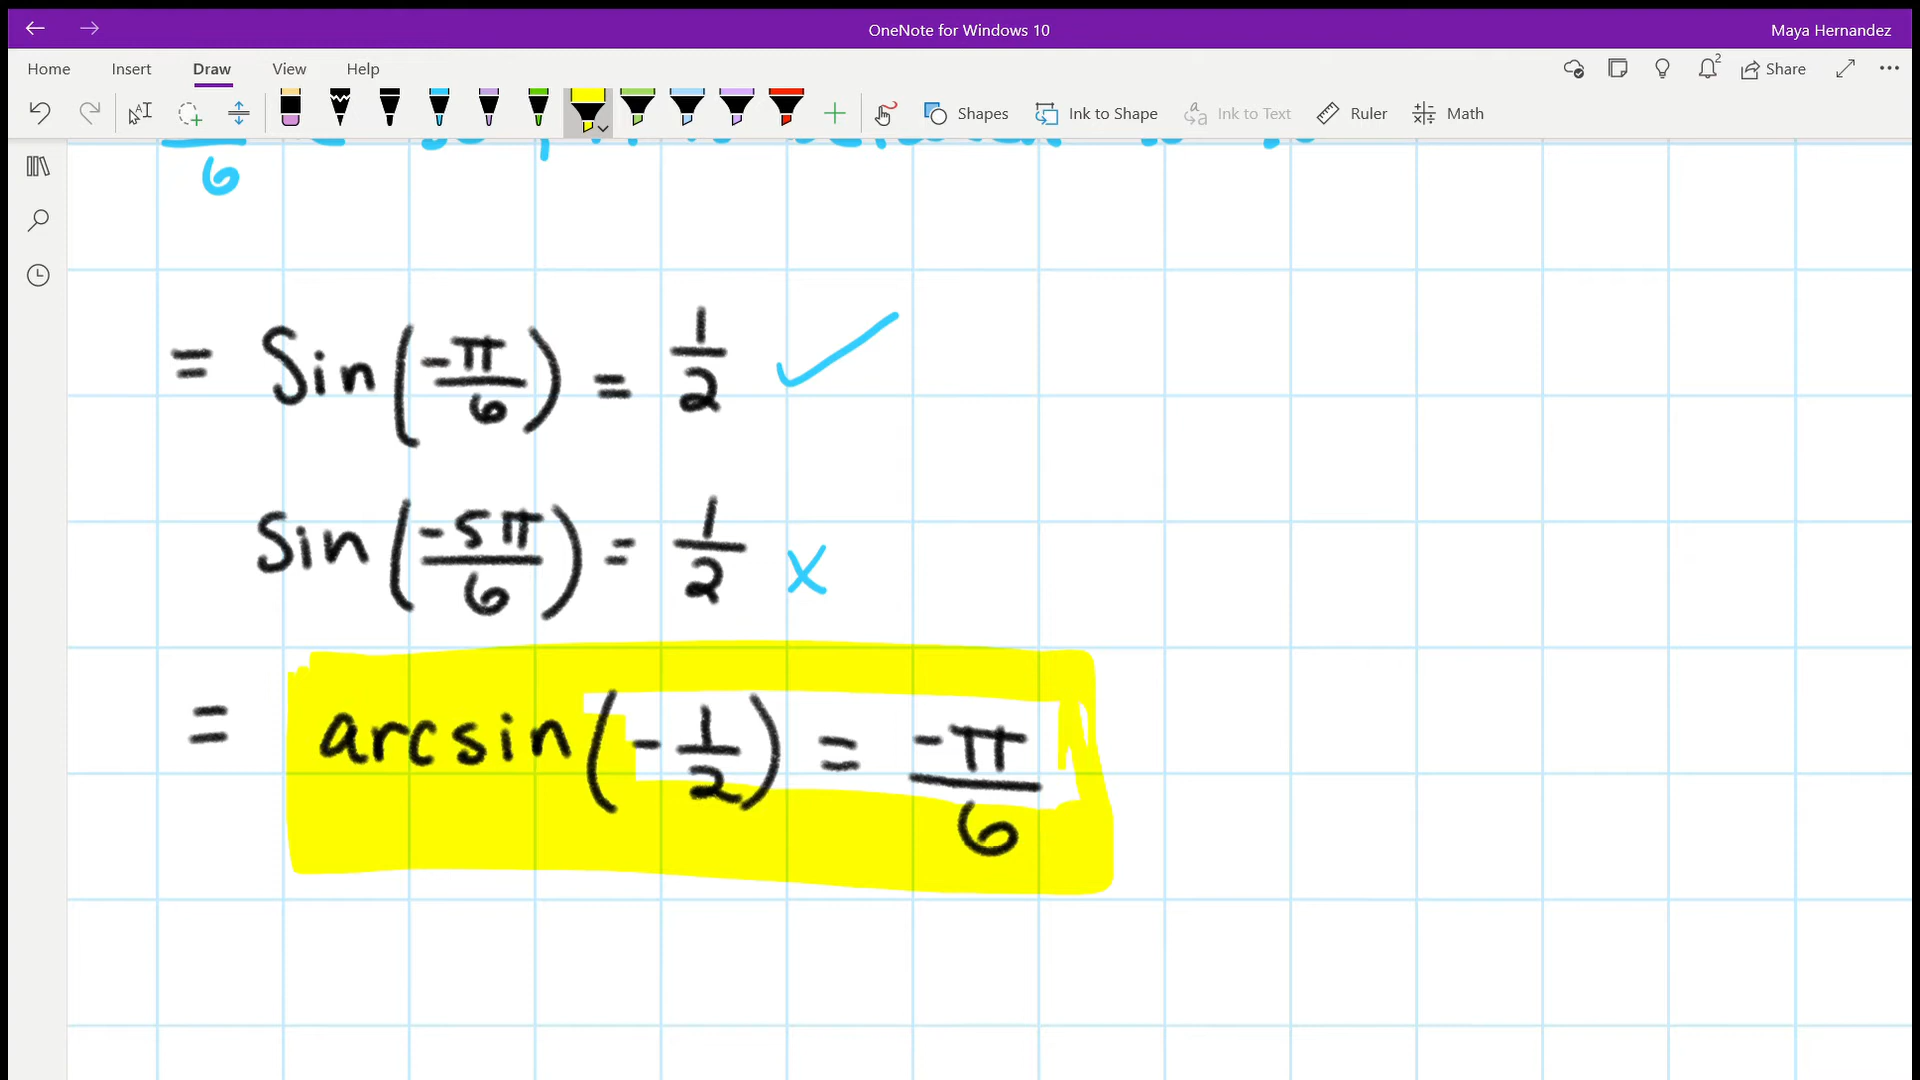 OneNote for Windows 10 Maya Hernandez
Home Insert Draw View Help 2 Share
Shapes Ink to Shape Ink to Text Ruler Math
6
= Sin(-π/6) = 1/2 ✓
Sin(-5π/6) = 1/2 x
= arcsin(-1/2) = -π/6